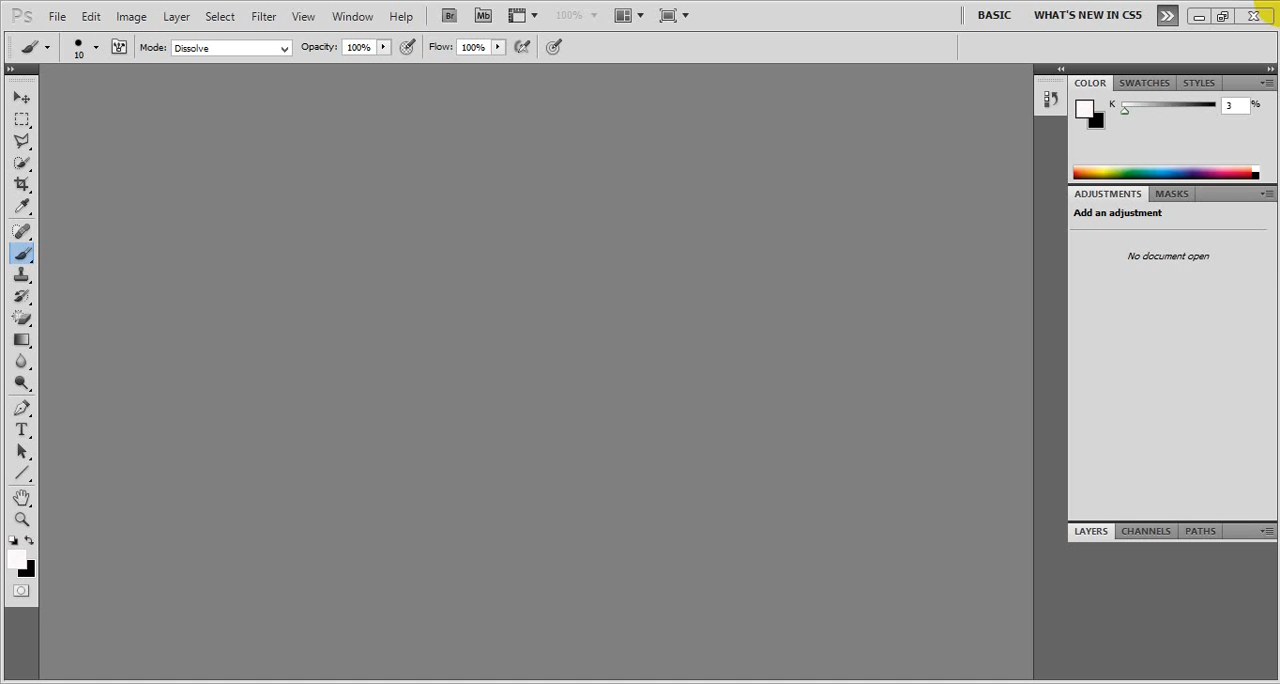 Ps File Edit Image Layer Select Filter View Window Help Br Mb 100% BASIC WHAT'S NEW IN CS5
10 Mode: Dissolve Opacity: 100% Flow: 100%
COLOR SWATCHES STYLES
K 3 %
ADJUSTMENTS MASKS
Add an adjustment
No document open
T
LAYERS CHANNELS PATHS